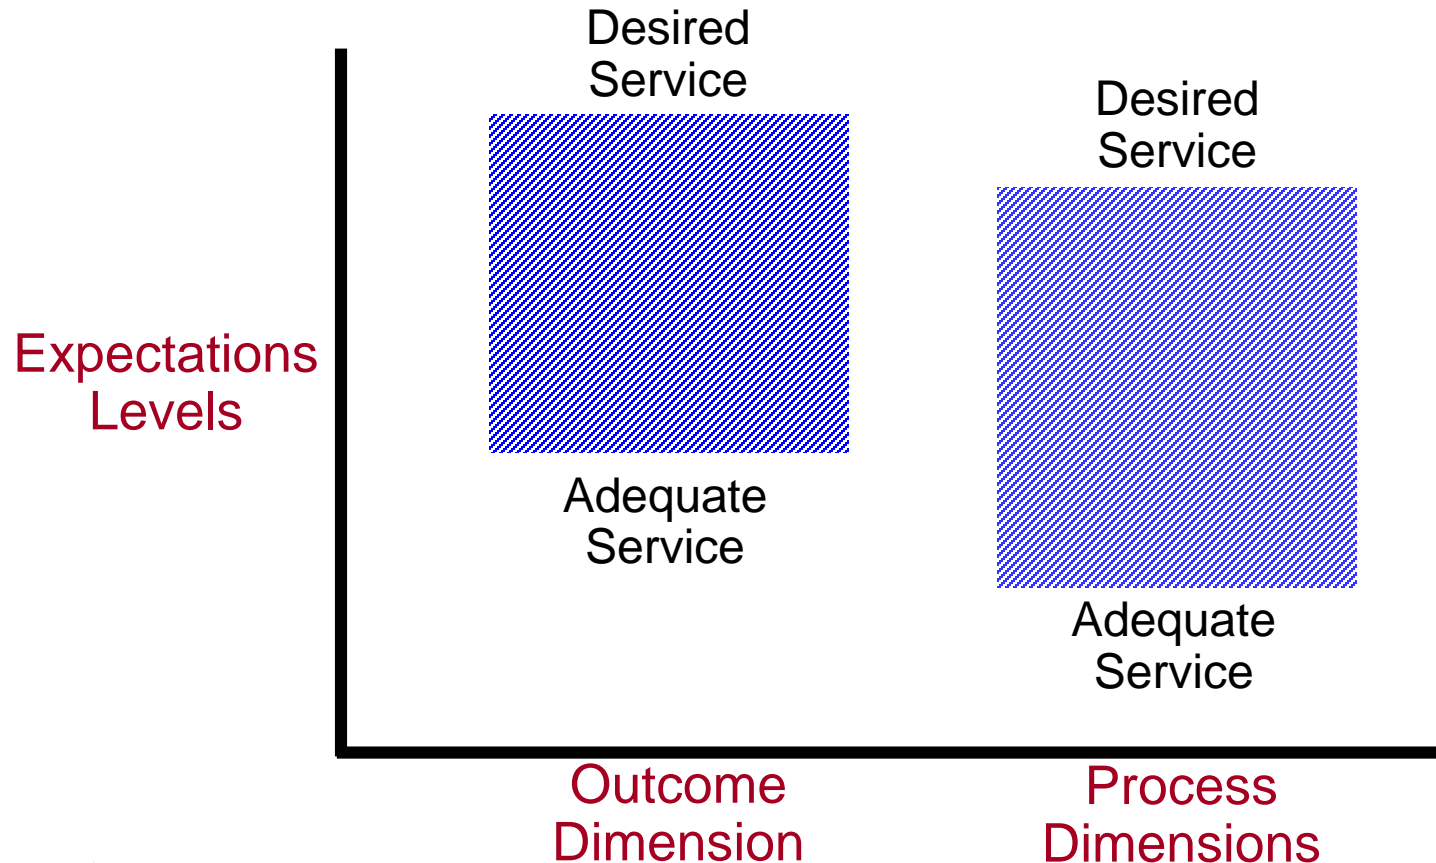 Desired
Service
Desired
Service
Expectations
Levels
Adequate
Service
Adequate
Service
Outcome
Dimension
Process
Dimensions